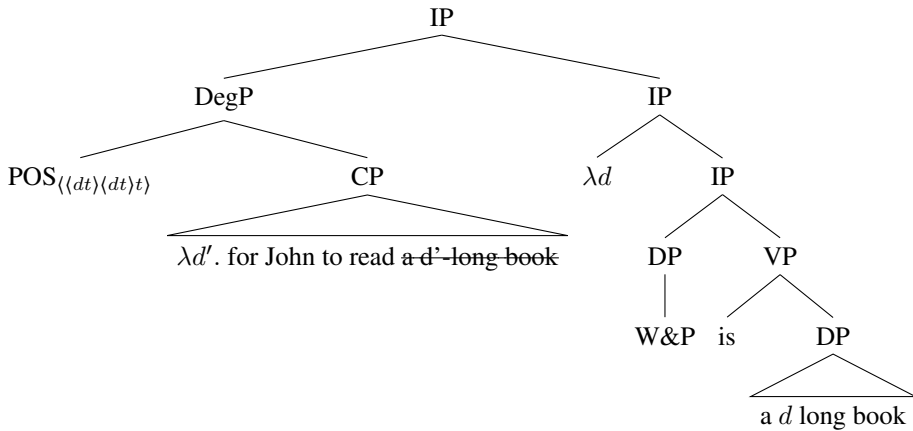 IP
DegP IP
POS⟨⟨dt⟩⟨dt⟩t⟩ CP λd IP
λd′. for John to read a d'-long book DP VP
W&P is DP
a d long book